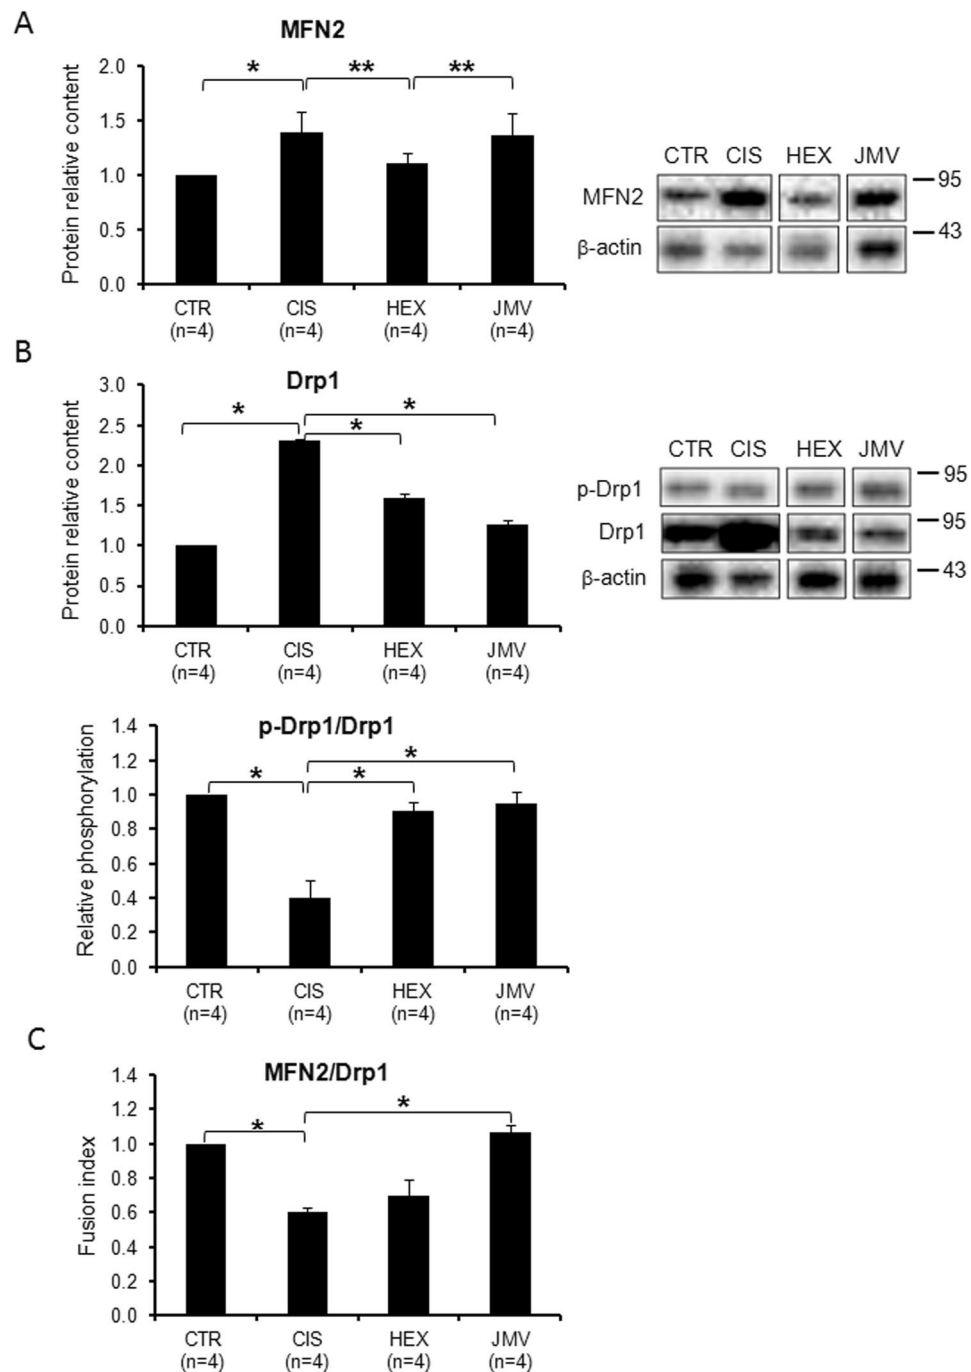 A
MFN2
* ** **
Protein relative content
2.0
1.5
1.0
0.5
0.0
CTR CIS HEX JMV
(n=4) (n=4) (n=4) (n=4)
CTR CIS HEX JMV
MFN2
95
β-actin
43
B
Drp1
* * *
Protein relative content
3.0
2.5
2.0
1.5
1.0
0.5
0.0
CTR CIS HEX JMV
(n=4) (n=4) (n=4) (n=4)
CTR CIS HEX JMV
p-Drp1
95
Drp1
95
β-actin
43
p-Drp1/Drp1
* * *
Relative phosphorylation
1.4
1.2
1.0
0.8
0.6
0.4
0.2
0.0
CTR CIS HEX JMV
(n=4) (n=4) (n=4) (n=4)
C
MFN2/Drp1
* *
Fusion index
1.4
1.2
1.0
0.8
0.6
0.4
0.2
0.0
CTR CIS HEX JMV
(n=4) (n=4) (n=4) (n=4)